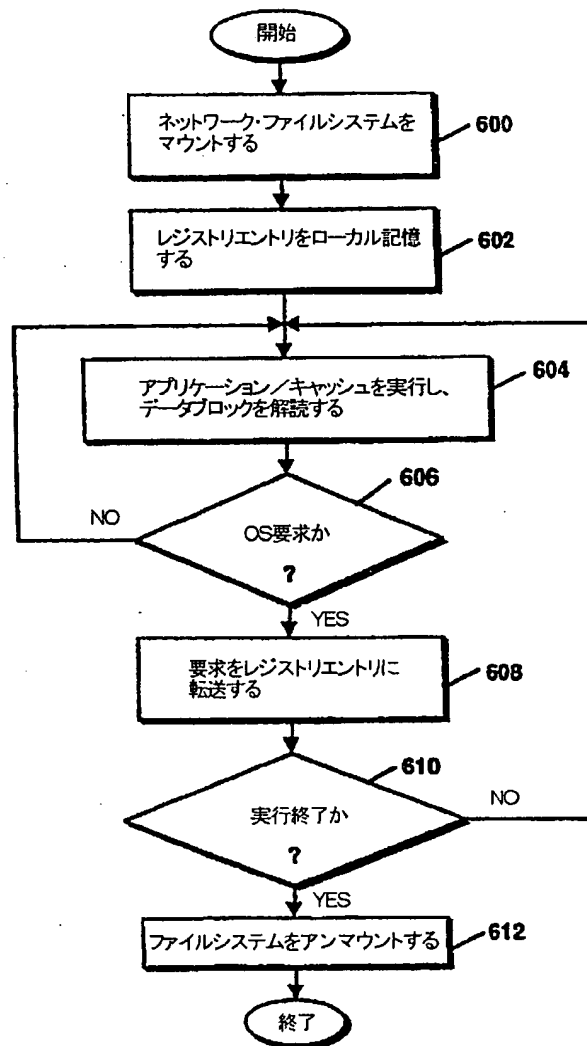 開始
ネットワーク・ファイルシステムを
マウントする
600
レジストリエントリをローカル記憶
する
602
アプリケーション／キャッシュを実行し、
データブロックを解読する
604
606
OS要求か
?
NO
YES
要求をレジストリエントリに
転送する
608
610
実行終了か
?
NO
YES
ファイルシステムをアンマウントする
612
終了